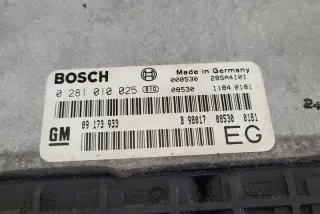 BOSCH Made in Germany
000530 285A4101
0 281 010 025 610 08530 1184.0181
GM 09 173 933 B 98017 08530 0181
EG